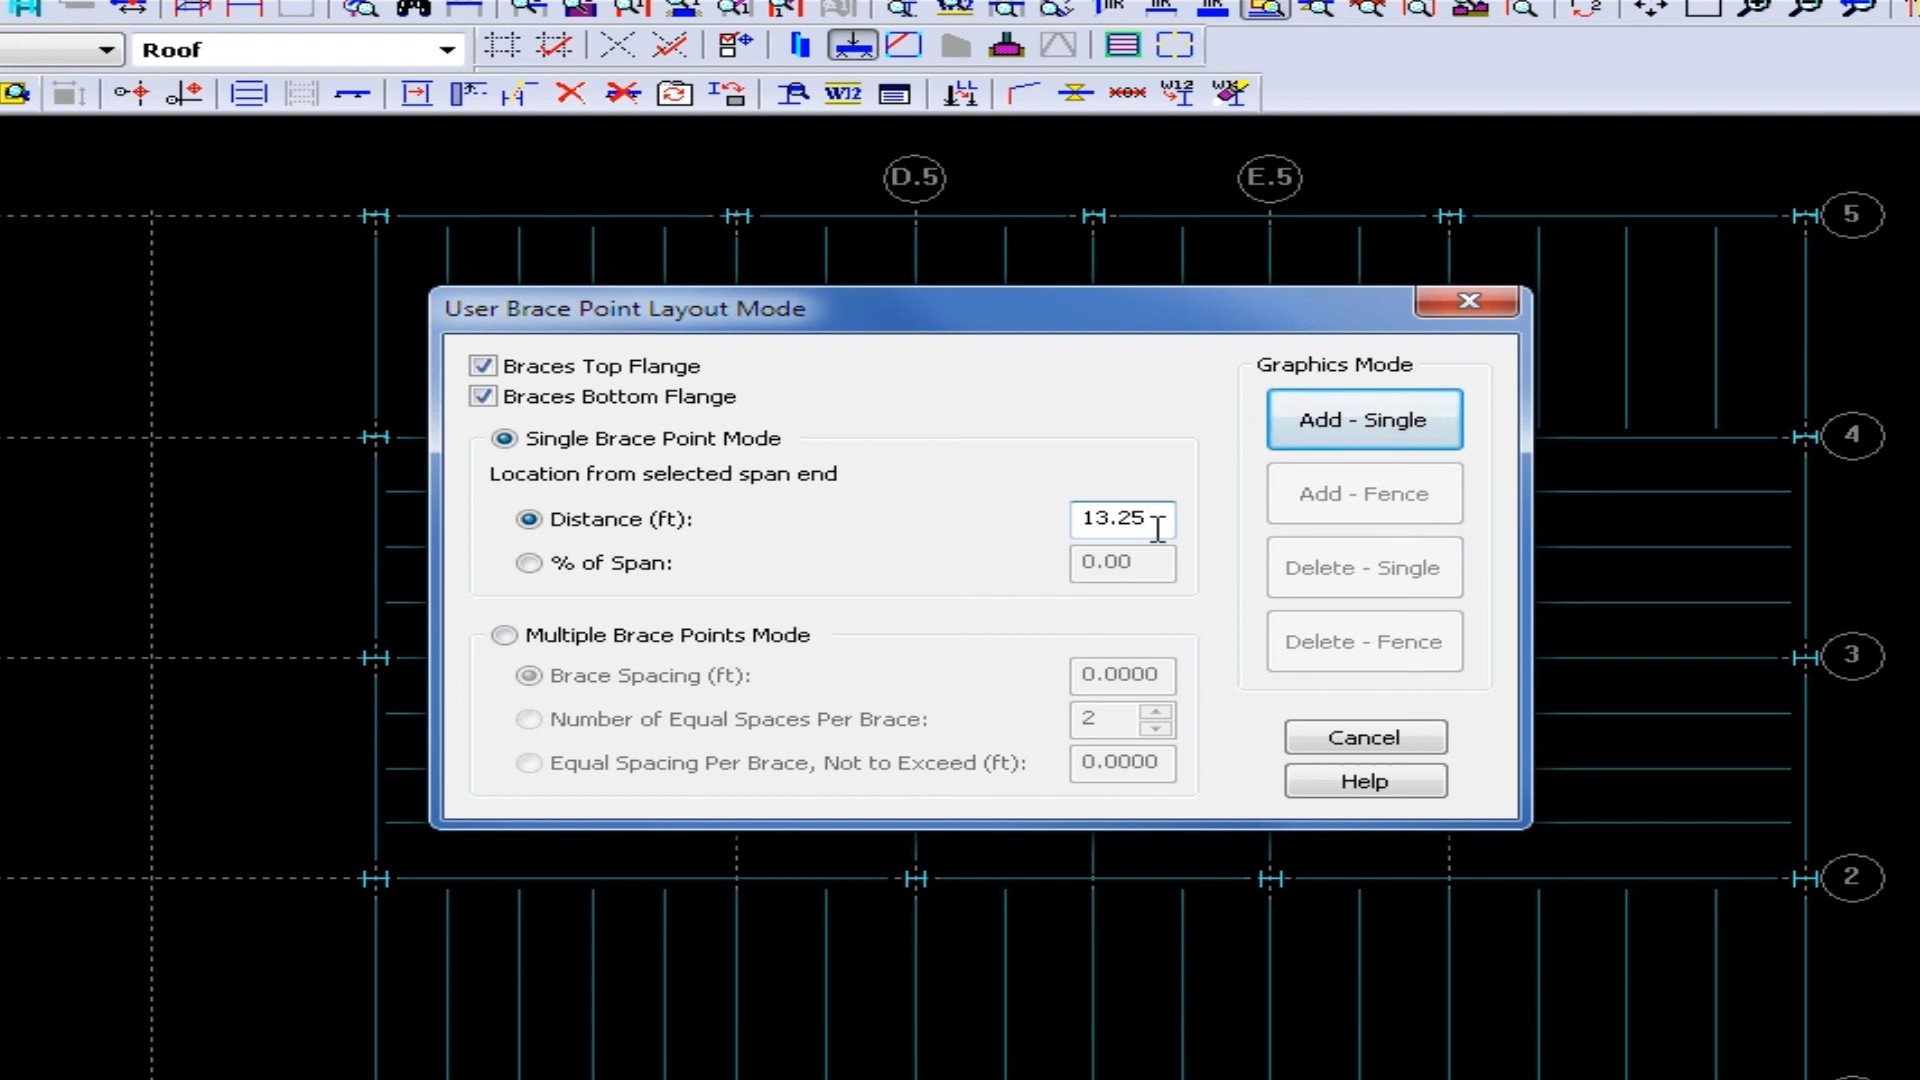 Roof
W12
W12
D.5
E.5
5
User Brace Point Layout Mode
Braces Top Flange
Graphics Mode
Braces Bottom Flange
Add - Single
Single Brace Point Mode
4
Location from selected span end
Add - Fence
Distance (ft):
13.25
% of Span:
0.00
Delete - Single
Multiple Brace Points Mode
Delete - Fence
3
Brace Spacing (ft):
0.0000
Number of Equal Spaces Per Brace:
2
Cancel
Equal Spacing Per Brace, Not to Exceed (ft):
0.0000
Help
2